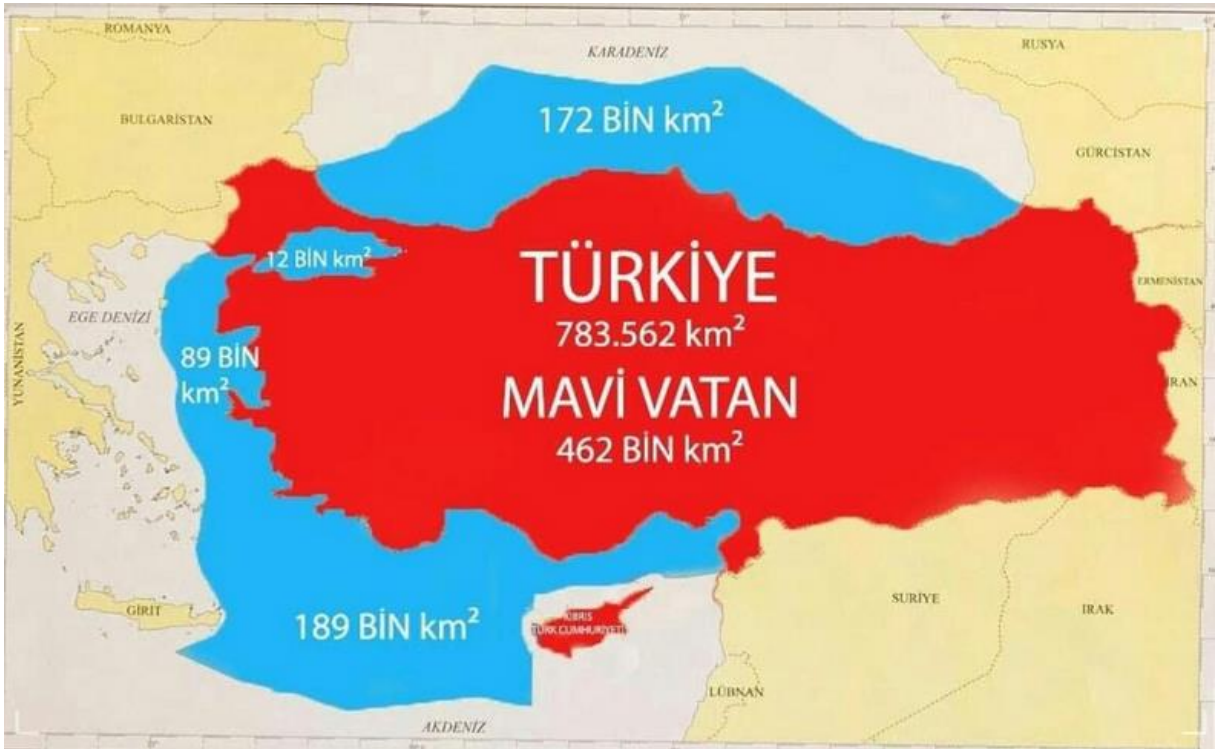 ROMANYA
RUSYA
KARADENİZ
BULGARİSTAN
172 BİN km²
GÜRCİSTAN
12 BİN km²
TÜRKİYE
783.562 km²
ERMENİSTAN
EGE DENİZİ
YUNANİSTAN
89 BİN
km²
MAVİ VATAN
462 BİN km²
İRAN
GİRİT
189 BİN km²
KIBRIS
TÜRK CUMHURİYETİ
SURİYE
IRAK
LÜBNAN
AKDENİZ